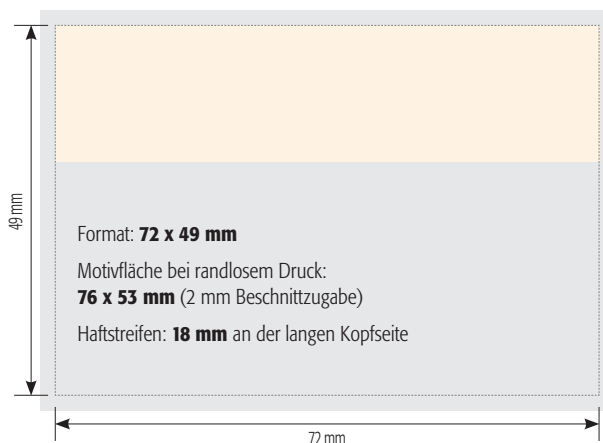 49 mm
Format: 72 x 49 mm
Motivfläche bei randlosem Druck:
76 x 53 mm (2 mm Beschnittzugabe)
Haftstreifen: 18 mm an der langen Kopfseite
72 mm